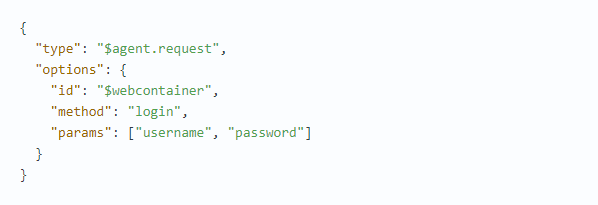 {
  "type": "$agent.request",
  "options": {
    "id": "$webcontainer",
    "method": "login",
    "params": ["username", "password"]
  }
}